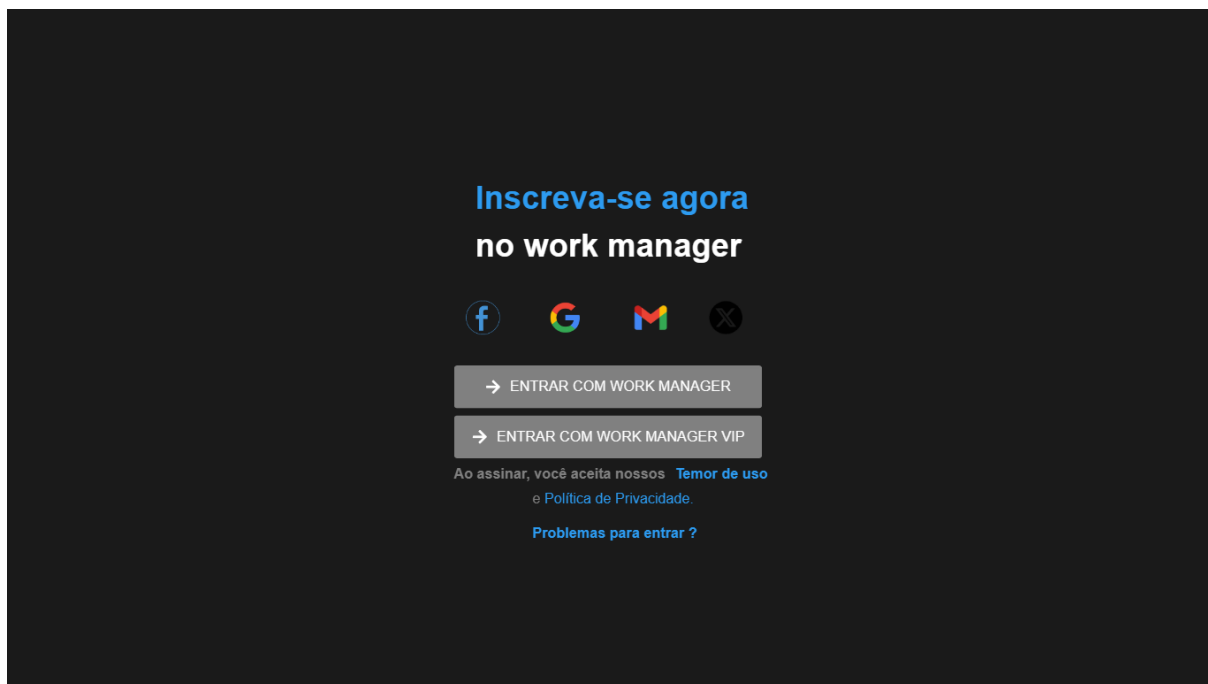 Inscreva-se agora
no work manager
ENTRAR COM WORK MANAGER
ENTRAR COM WORK MANAGER VIP
Ao assinar, você aceita nossos Temor de uso
e Política de Privacidade.
Problemas para entrar ?